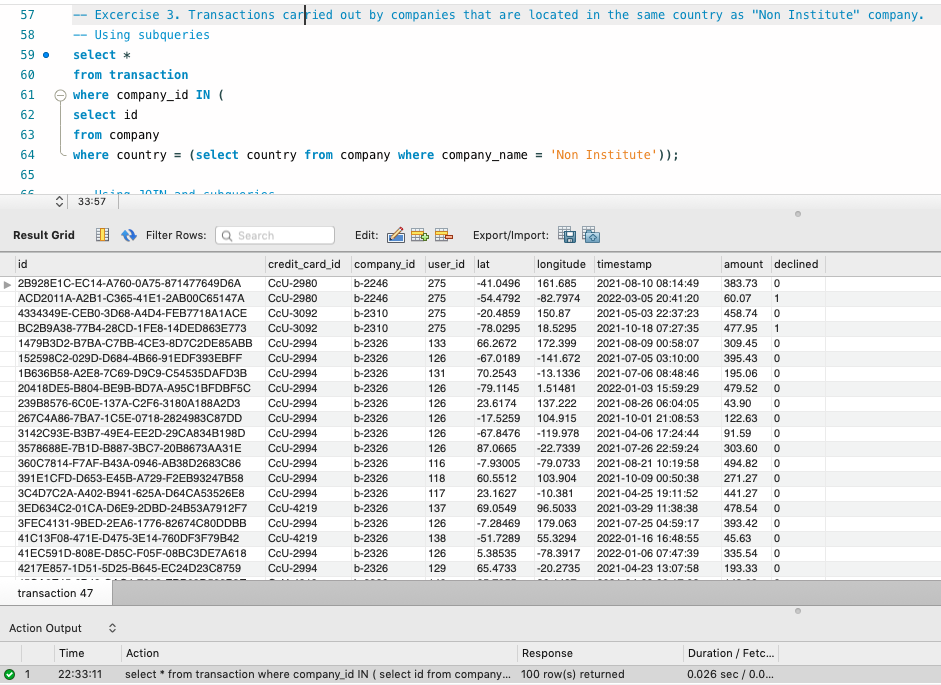 57 -- Excercise 3. Transactions carried out by companies that are located in the same country as "Non Institute" company.
58 -- Using subqueries
59 select *
60 from transaction
61 where company_id IN (
62 select id
63 from company
64 where country = (select country from company where company_name = 'Non Institute'));
65
66 -- Using JOIN and subqueries
33:57
Result Grid Filter Rows: Search Edit: Export/Import:
id credit_card_id company_id user_id lat longitude timestamp amount declined
2B928E1C-EC14-A760-0A75-871477649D6A CcU-2980 b-2246 275 -41.0496 161.685 2021-08-10 08:14:49 383.73 0
ACD2011A-A2B1-C365-41E1-2AB00C65147A CcU-2980 b-2246 275 -54.4792 -82.7974 2022-03-05 20:41:20 60.07 1
4334349E-CEB0-3D68-A4D4-FEB7718A1ACE CcU-3092 b-2310 275 -20.4859 150.87 2021-05-03 22:37:23 458.74 0
BC2B9A38-77B4-28CD-1FE8-14DED863E773 CcU-3092 b-2310 275 -78.0295 18.5295 2021-10-18 07:27:35 477.95 1
1479B3D2-B7BA-C7BB-4CE3-8D7C2DE85ABB CcU-2994 b-2326 133 66.2672 172.399 2021-08-09 00:58:07 309.45 0
152598C2-029D-D684-4B66-91EDF393EBFF CcU-2994 b-2326 126 -67.0189 -141.672 2021-07-05 03:10:00 395.43 0
1B636B58-A2E8-7C69-D9C9-C54535DAFD3B CcU-2994 b-2326 131 70.2543 -13.1336 2021-07-06 08:48:46 195.06 0
20418DE5-B804-BE9B-BD7A-A95C1BFDBF5C CcU-2994 b-2326 126 -79.1145 1.51481 2022-01-03 15:59:29 479.52 0
239B8576-6C0E-137A-C2F6-3180A188A2D3 CcU-2994 b-2326 126 23.6174 137.222 2021-08-26 06:04:05 43.90 0
267C4A86-7BA7-1C5E-0718-2824983C87DD CcU-2994 b-2326 126 -17.5259 104.915 2021-10-01 21:08:53 122.63 0
3142C93E-B3B7-49E4-EE2D-29CA834B198D CcU-2994 b-2326 126 -67.8476 -119.978 2021-04-06 17:24:44 91.59 0
3578688E-7B1D-B887-3BC7-20B8673AA31E CcU-2994 b-2326 126 87.0665 -22.7339 2021-07-26 22:59:24 303.60 0
360C7814-F7AF-B43A-0946-AB38D2683C86 CcU-2994 b-2326 116 -7.93005 -79.0733 2021-08-21 10:19:58 494.82 0
391E1CFD-D653-E45B-A729-F2EB93247B58 CcU-2994 b-2326 118 60.5512 103.904 2021-10-09 00:50:38 271.27 0
3C4D7C2A-A402-B941-625A-D64CA53526E8 CcU-2994 b-2326 117 23.1627 -10.381 2021-04-25 19:11:52 441.27 0
3ED634C2-01CA-D6E9-2DBD-24B53A7912F7 CcU-4219 b-2326 137 69.0549 96.5033 2021-03-29 11:38:38 478.54 0
3FEC4131-9BED-2EA6-1776-82674C80DDBB CcU-2994 b-2326 126 -7.28469 179.063 2021-07-25 04:59:17 393.42 0
41C13F08-471E-D475-3E14-760DF3F79B42 CcU-4219 b-2326 138 -51.7289 55.3294 2022-01-16 16:48:55 45.63 0
41EC591D-808E-D85C-F05F-08BC3DE7A618 CcU-2994 b-2326 126 5.38535 -78.3917 2022-01-06 07:47:39 335.54 0
4217E857-1D51-5D25-B645-EC24D23C8759 CcU-2994 b-2326 129 65.4733 -20.2735 2021-04-23 13:07:58 193.33 0
transaction 47
Action Output
Time Action Response Duration / Fetc...
1 22:33:11 select * from transaction where company_id IN ( select id from company... 100 row(s) returned 0.026 sec / 0.0...